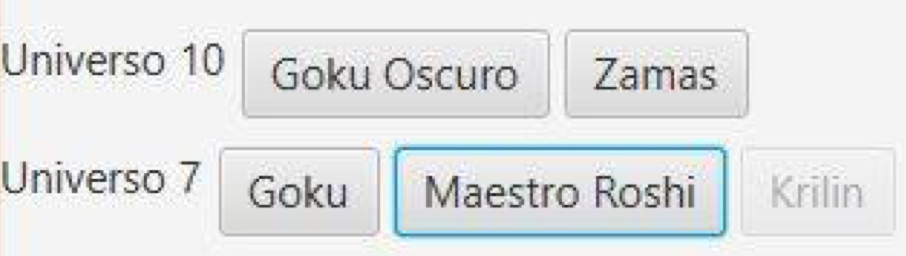 Universo 10 Goku Oscuro Zamas
Universo 7 Goku Maestro Roshi Krilin